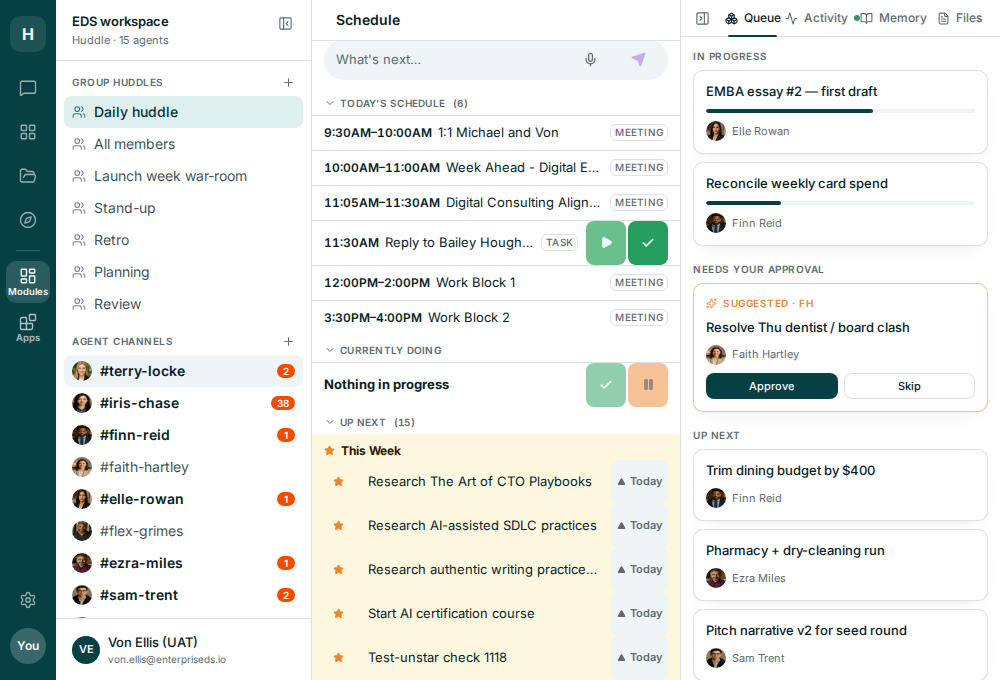 H
Modules
Apps
You
EDS workspace
Huddle · 15 agents
GROUP HUDDLES
Daily huddle
All members
Launch week war-room
Stand-up
Retro
Planning
Review
AGENT CHANNELS
#terry-locke 2
#iris-chase 38
#finn-reid 1
#faith-hartley
#elle-rowan 1
#flex-grimes
#ezra-miles 1
#sam-trent 2
VE
Von Ellis (UAT)
von.ellis@enterpriseds.io
Schedule
What's next...
TODAY'S SCHEDULE (6)
9:30AM–10:00AM 1:1 Michael and Von MEETING
10:00AM–11:00AM Week Ahead - Digital E... MEETING
11:05AM–11:30AM Digital Consulting Align... MEETING
11:30AM Reply to Bailey Hough... TASK
12:00PM–2:00PM Work Block 1 MEETING
3:30PM–4:00PM Work Block 2 MEETING
CURRENTLY DOING
Nothing in progress
UP NEXT (15)
This Week
Research The Art of CTO Playbooks Today
Research AI-assisted SDLC practices Today
Research authentic writing practice... Today
Start AI certification course Today
Test-unstar check 1118 Today
Queue Activity Memory Files
IN PROGRESS
EMBA essay #2 — first draft
Elle Rowan
Reconcile weekly card spend
Finn Reid
NEEDS YOUR APPROVAL
SUGGESTED · FH
Resolve Thu dentist / board clash
Faith Hartley
Approve Skip
UP NEXT
Trim dining budget by $400
Finn Reid
Pharmacy + dry-cleaning run
Ezra Miles
Pitch narrative v2 for seed round
Sam Trent